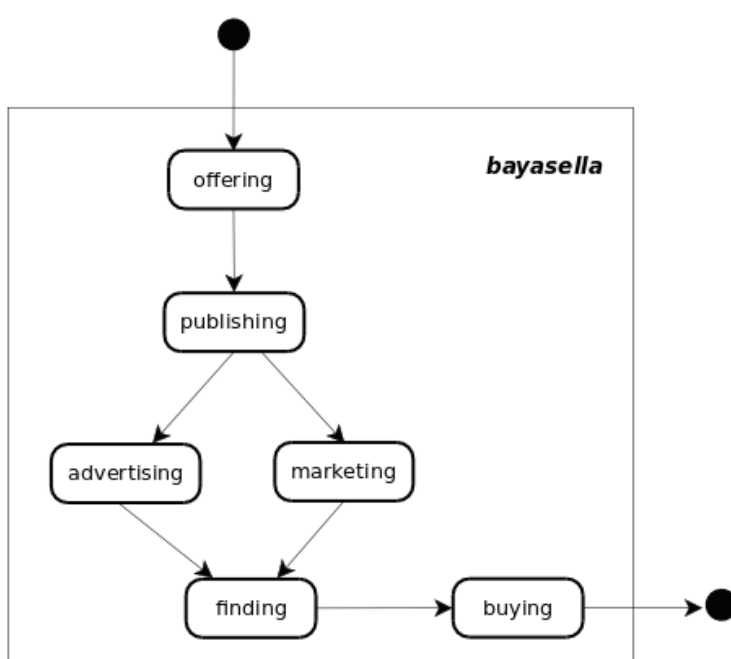 bayasella
offering
publishing
advertising
marketing
finding
buying